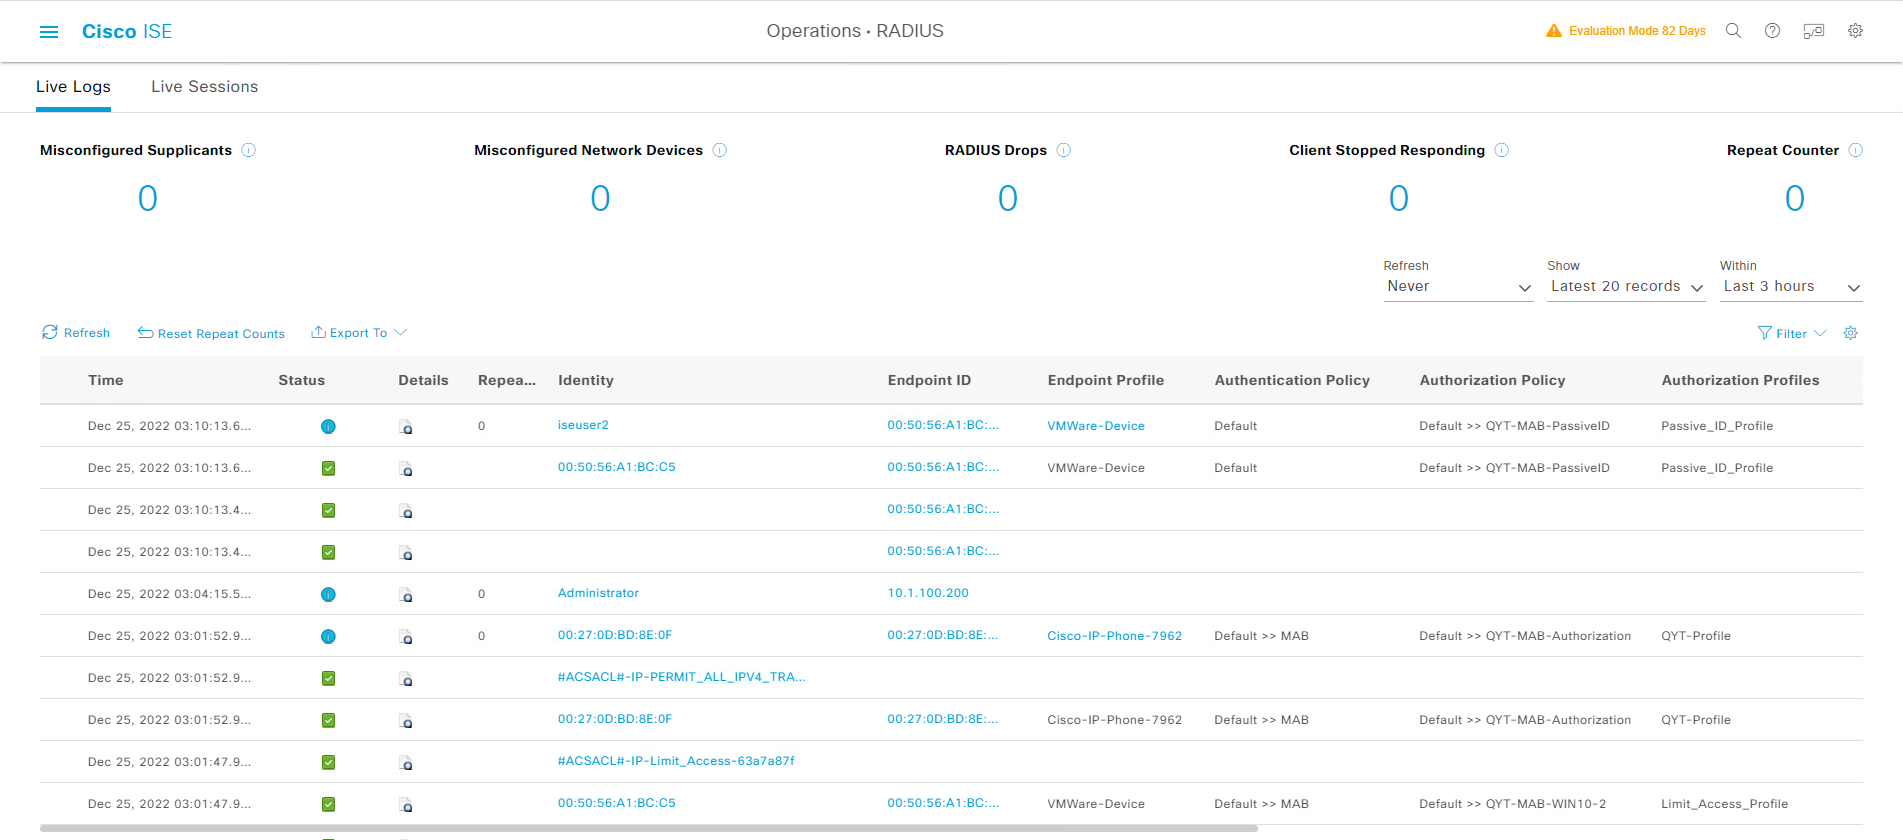 Cisco ISE
Operations · RADIUS
Evaluation Mode 82 Days
Live Logs Live Sessions
Misconfigured Supplicants Misconfigured Network Devices RADIUS Drops Client Stopped Responding Repeat Counter
0 0 0 0 0
Refresh Show Within
Never Latest 20 records Last 3 hours
Refresh Reset Repeat Counts Export To Filter
Time Status Details Repea... Identity Endpoint ID Endpoint Profile Authentication Policy Authorization Policy Authorization Profiles
Dec 25, 2022 03:10:13.6... 0 iseuser2 00:50:56:A1:BC:... VMWare-Device Default Default >> QYT-MAB-PassiveID Passive_ID_Profile
Dec 25, 2022 03:10:13.6... 00:50:56:A1:BC:C5 00:50:56:A1:BC:... VMWare-Device Default Default >> QYT-MAB-PassiveID Passive_ID_Profile
Dec 25, 2022 03:10:13.4... 00:50:56:A1:BC:...
Dec 25, 2022 03:10:13.4... 00:50:56:A1:BC:...
Dec 25, 2022 03:04:15.5... 0 Administrator 10.1.100.200
Dec 25, 2022 03:01:52.9... 0 00:27:0D:BD:8E:0F 00:27:0D:BD:8E:... Cisco-IP-Phone-7962 Default >> MAB Default >> QYT-MAB-Authorization QYT-Profile
Dec 25, 2022 03:01:52.9... #ACSACL#-IP-PERMIT_ALL_IPV4_TRA...
Dec 25, 2022 03:01:52.9... 00:27:0D:BD:8E:0F 00:27:0D:BD:8E:... Cisco-IP-Phone-7962 Default >> MAB Default >> QYT-MAB-Authorization QYT-Profile
Dec 25, 2022 03:01:47.9... #ACSACL#-IP-Limit_Access-63a7a87f
Dec 25, 2022 03:01:47.9... 00:50:56:A1:BC:C5 00:50:56:A1:BC:... VMWare-Device Default >> MAB Default >> QYT-MAB-WIN10-2 Limit_Access_Profile